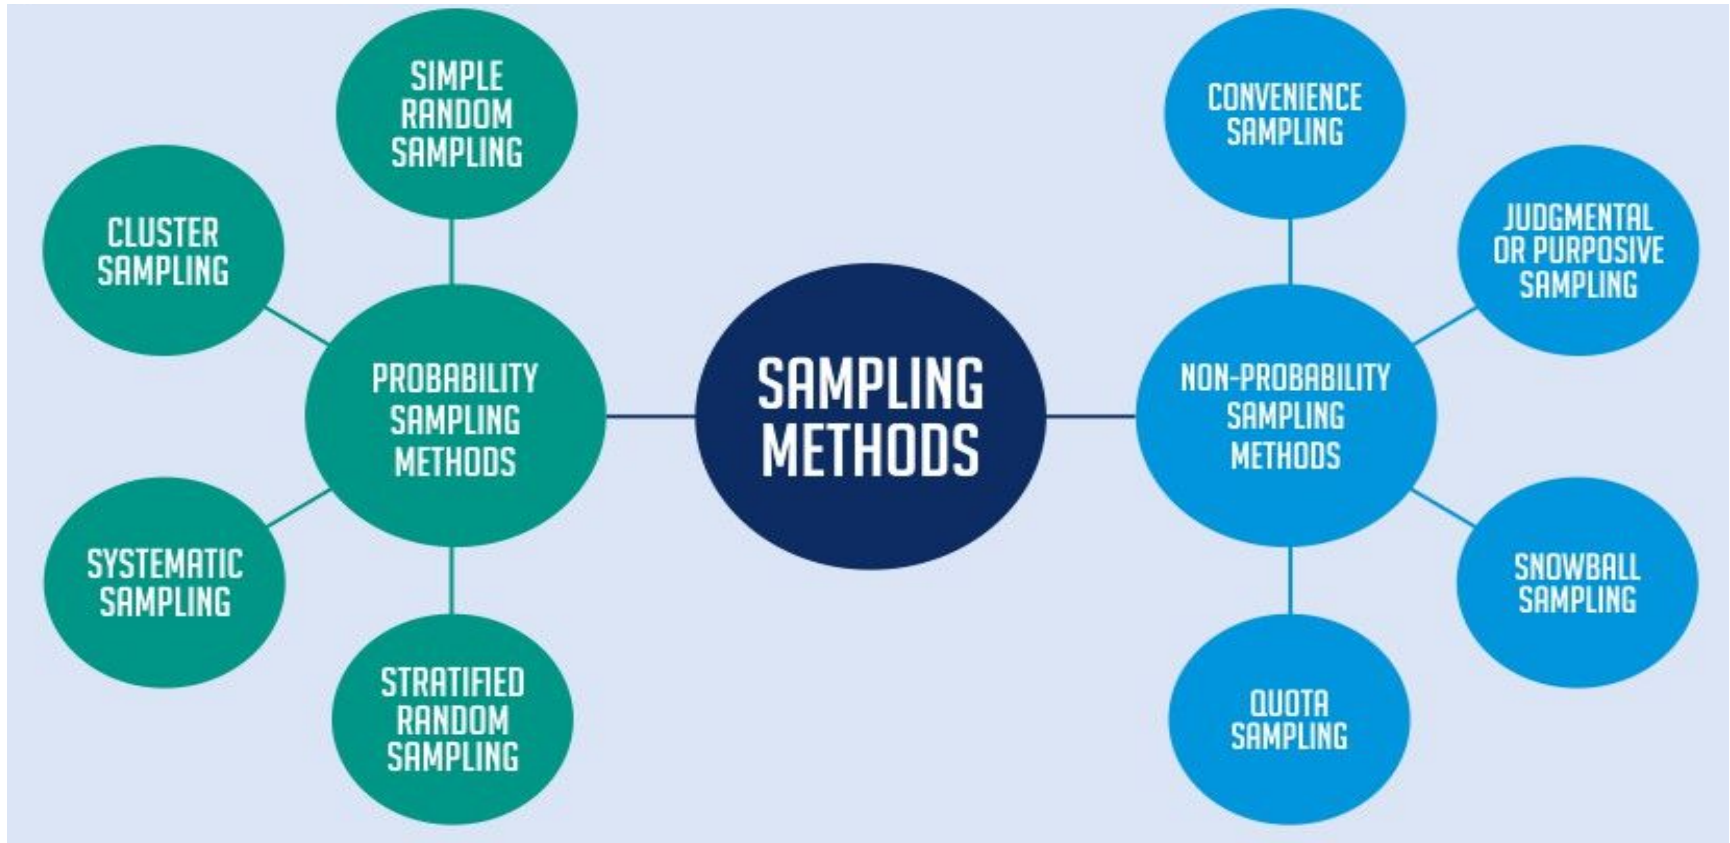 SIMPLE
RANDOM
SAMPLING
CLUSTER
SAMPLING
PROBABILITY
SAMPLING
METHODS
SYSTEMATIC
SAMPLING
STRATIFIED
RANDOM
SAMPLING
SAMPLING
METHODS
CONVENIENCE
SAMPLING
JUDGMENTAL
OR PURPOSIVE
SAMPLING
NON-PROBABILITY
SAMPLING
METHODS
SNOWBALL
SAMPLING
QUOTA
SAMPLING